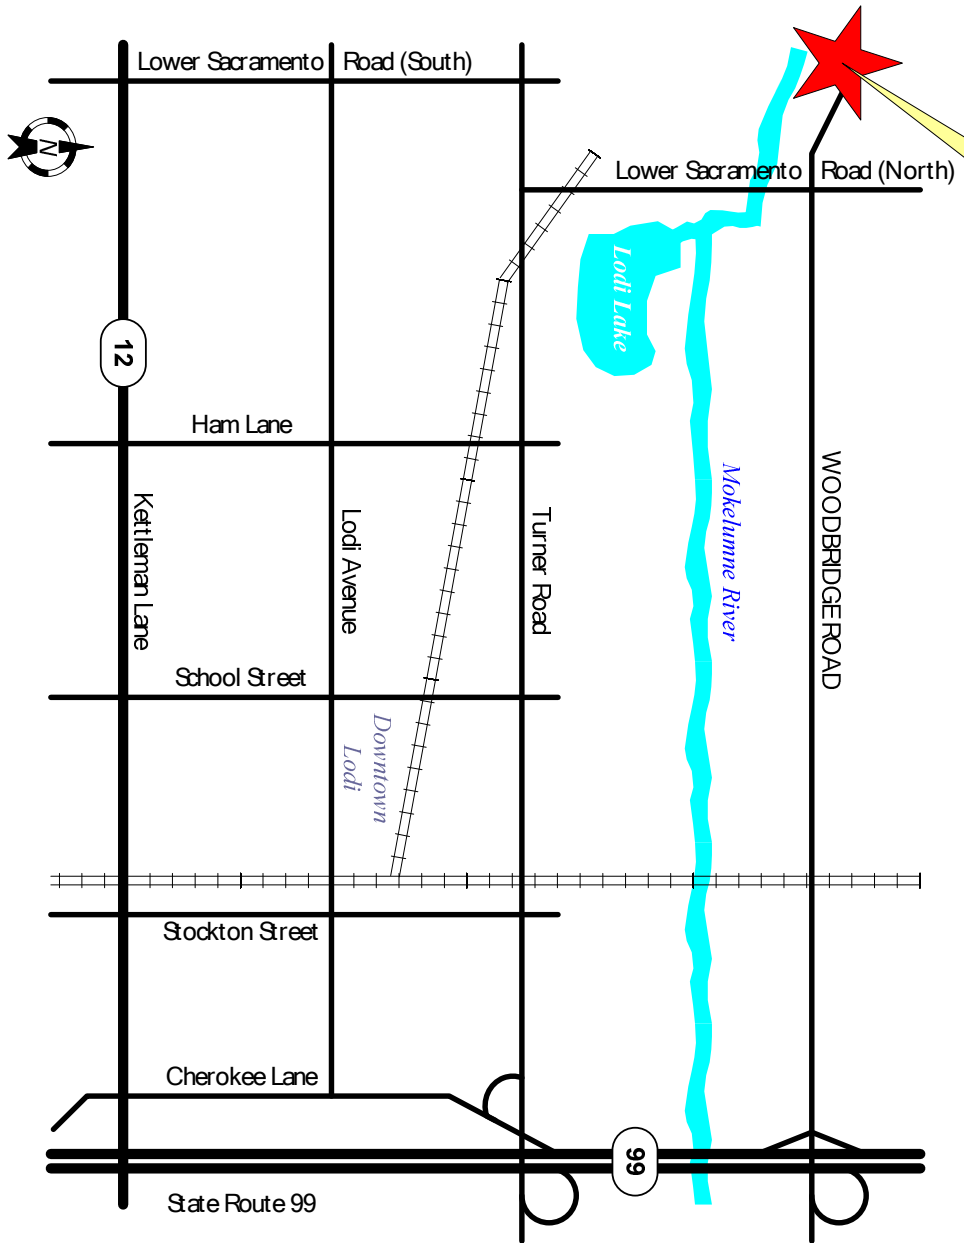 Lower Sacramento Road (South)
N
Lower Sacramento Road (North)
Lodi Lake
12
Ham Lane
Kettleman Lane
Lodi Avenue
Turner Road
Mokelumne River
WOODBRIDGE ROAD
School Street
Downtown
Lodi
Stockton Street
Cherokee Lane
99
State Route 99